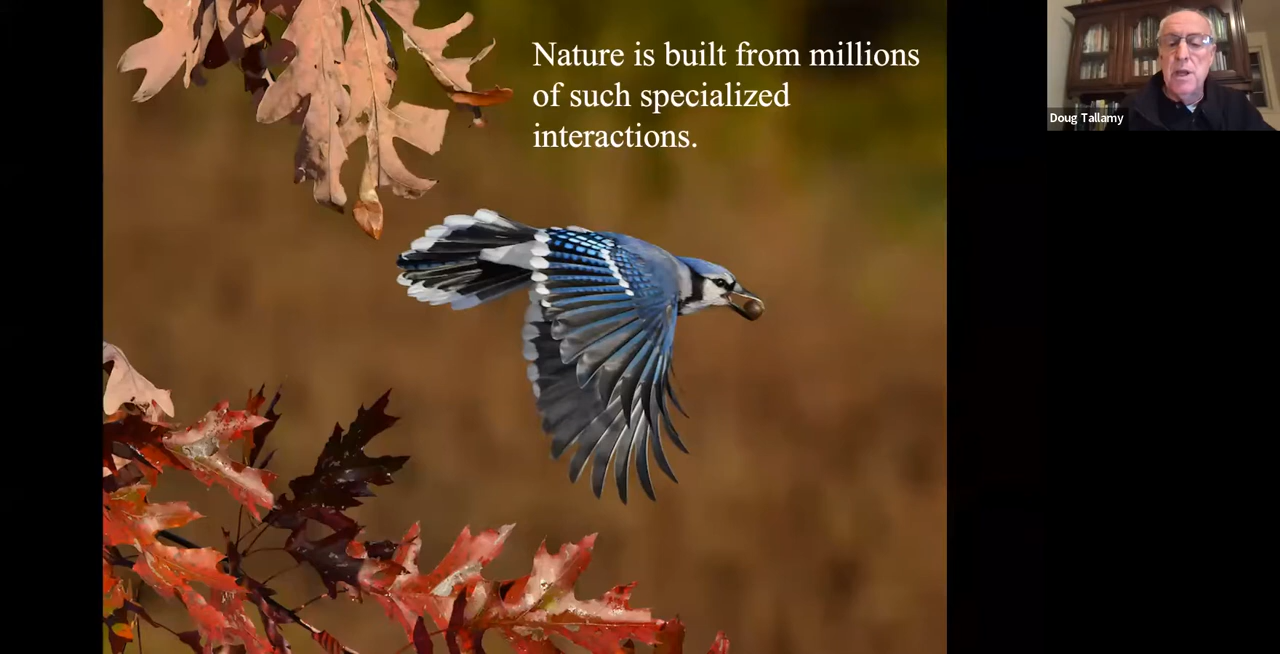 Nature is built from millions
of such specialized
interactions.
Doug Tallamy